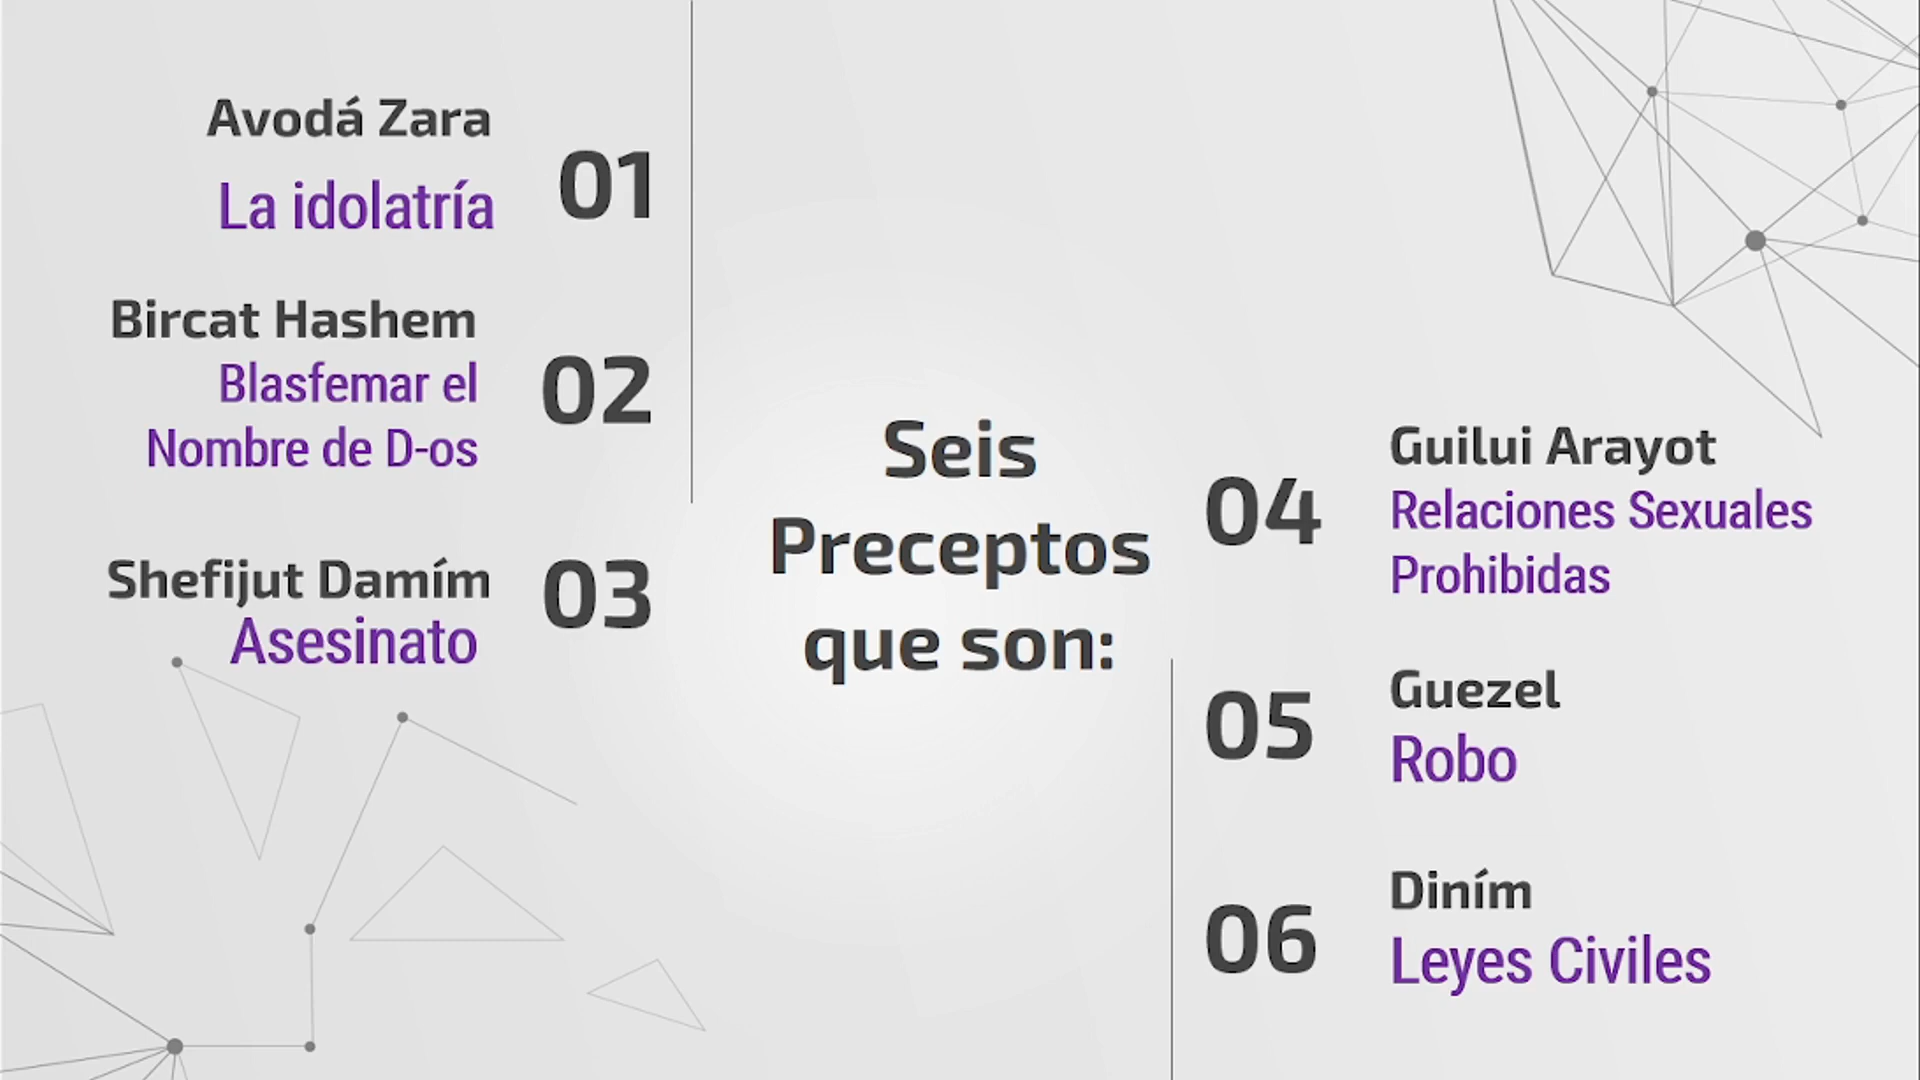 Avodá Zara
La idolatría
01
Bircat Hashem
Blasfemar el
Nombre de D-os
02
Shefijut Damím
Asesinato
03
Seis
Preceptos
que son:
04
Guilui Arayot
Relaciones Sexuales
Prohibidas
05
Guezel
Robo
06
Diním
Leyes Civiles